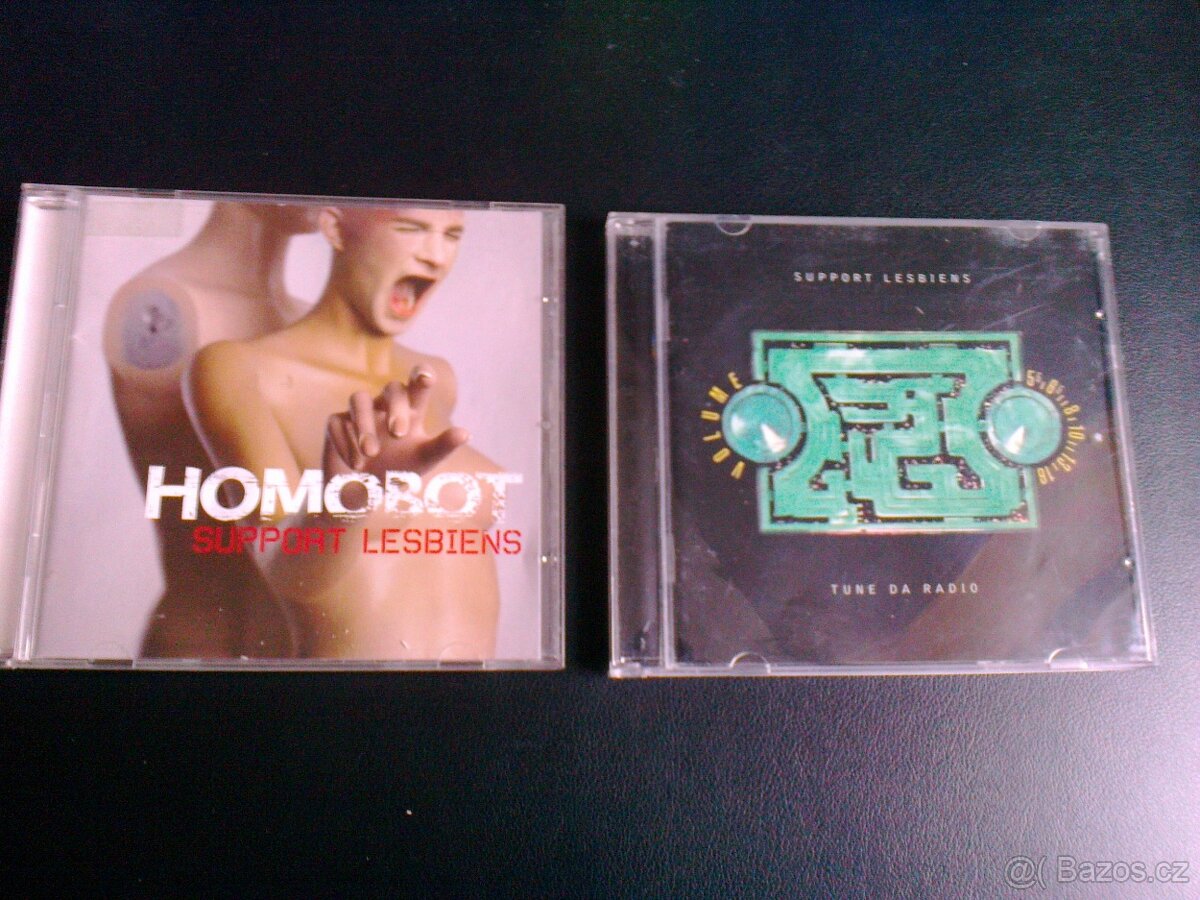 HOMOBOT
SUPPORT LESBIENS
SUPPORT LESBIENS
VOLUME
TUNE DA RADIO
@( Bazos.cz